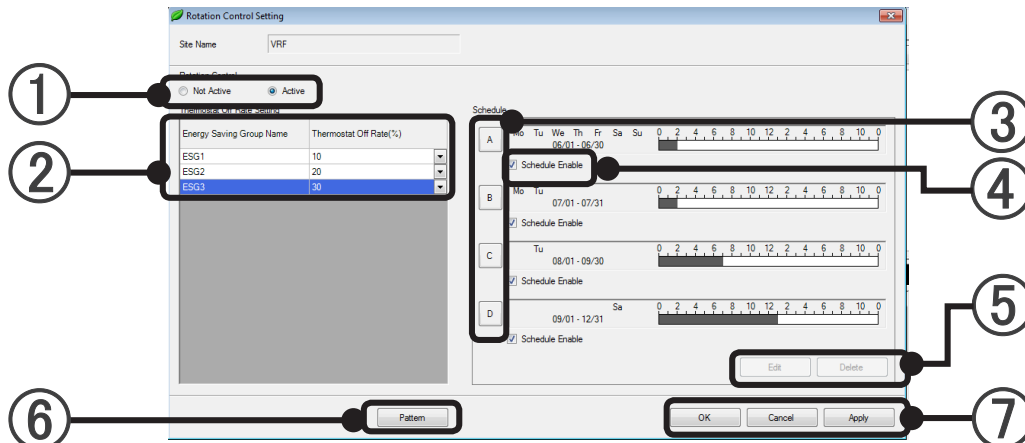 Rotation Control Setting
Site Name VRF
Rotation Control
Not Active Active
Thermostat Off Rate Setting
Energy Saving Group Name Thermostat Off Rate(%)
ESG1 10
ESG2 20
ESG3 30
Schedule
A Mo Tu We Th Fr Sa Su 0 2 4 6 8 10 12 2 4 6 8 10 0
06/01 - 06/30
Schedule Enable
B Mo Tu 0 2 4 6 8 10 12 2 4 6 8 10 0
07/01 - 07/31
Schedule Enable
C Tu 0 2 4 6 8 10 12 2 4 6 8 10 0
08/01 - 09/30
Schedule Enable
D Sa 0 2 4 6 8 10 12 2 4 6 8 10 0
09/01 - 12/31
Schedule Enable
Edit Delete
Pattern OK Cancel Apply
1
2
3
4
5
6
7